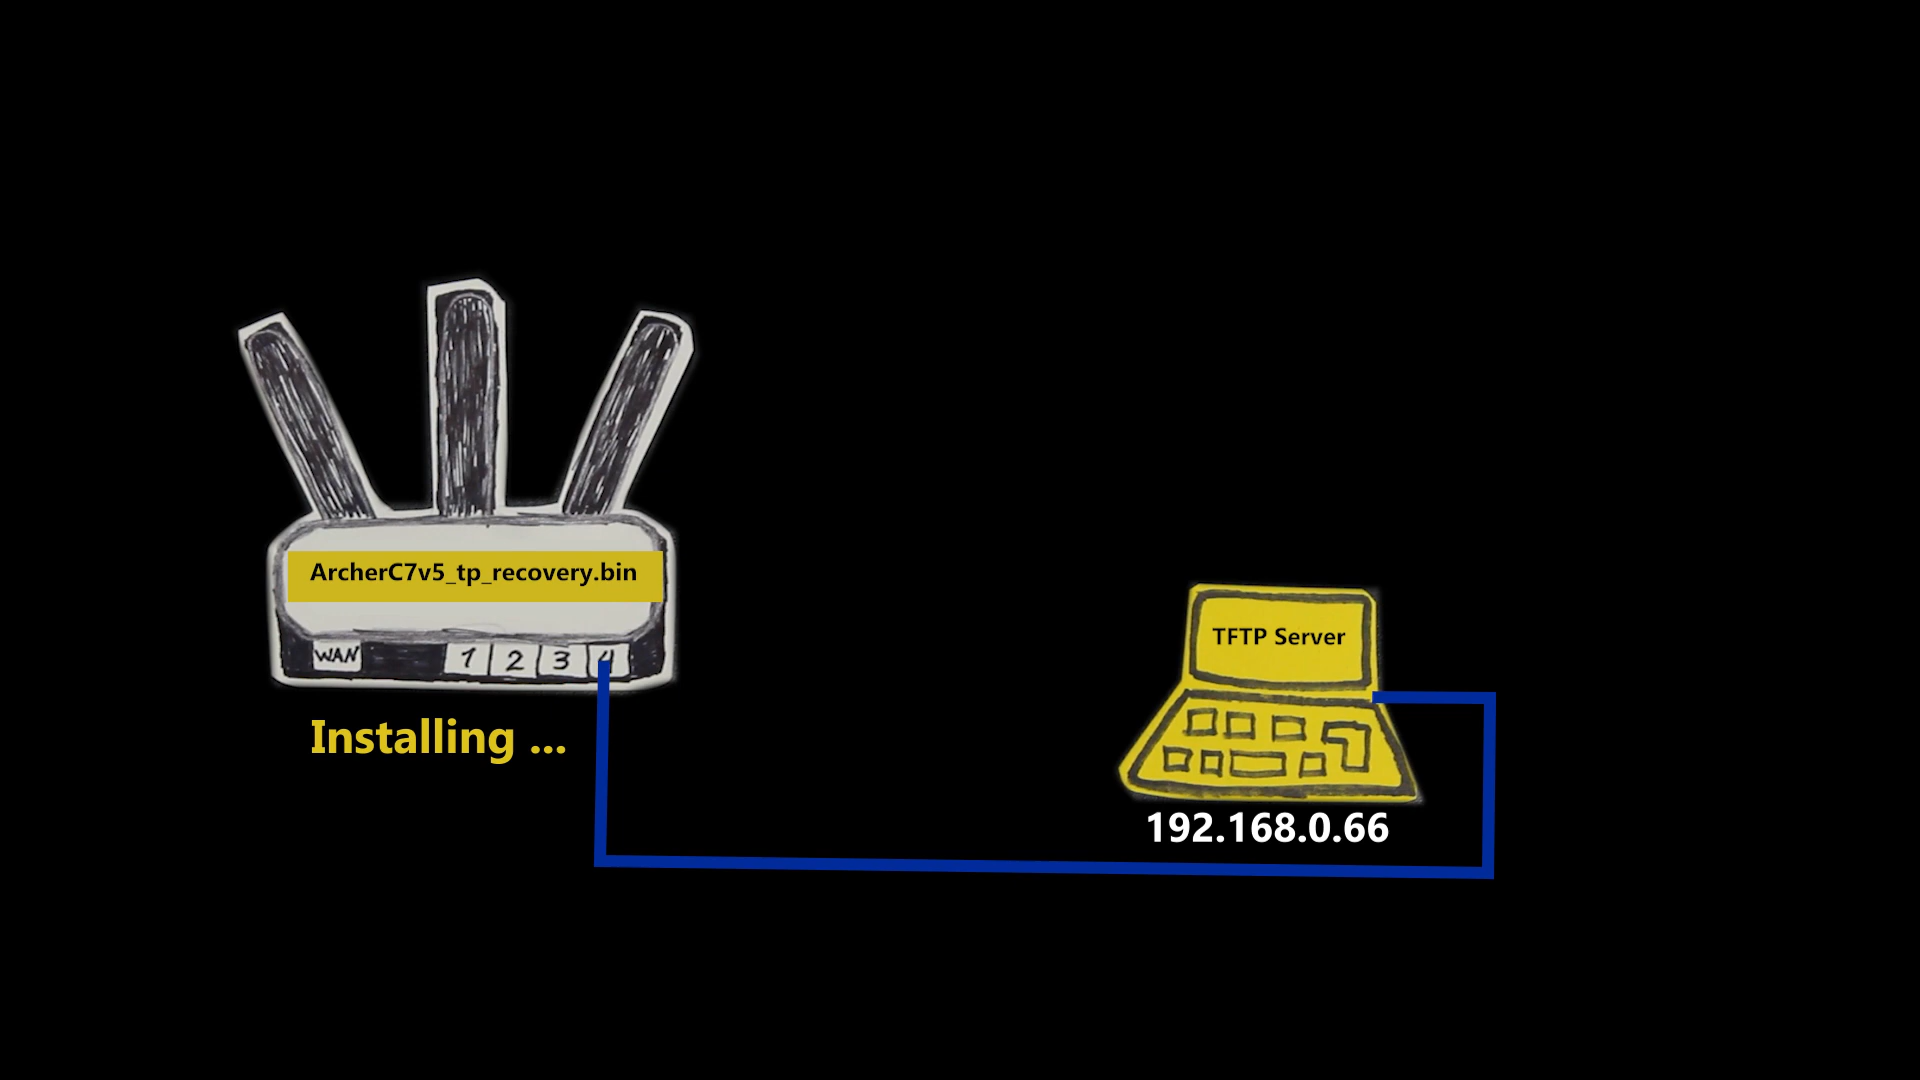 ArcherC7v5_tp_recovery.bin
WAN 1 2 3 4
Installing ...
TFTP Server
192.168.0.66